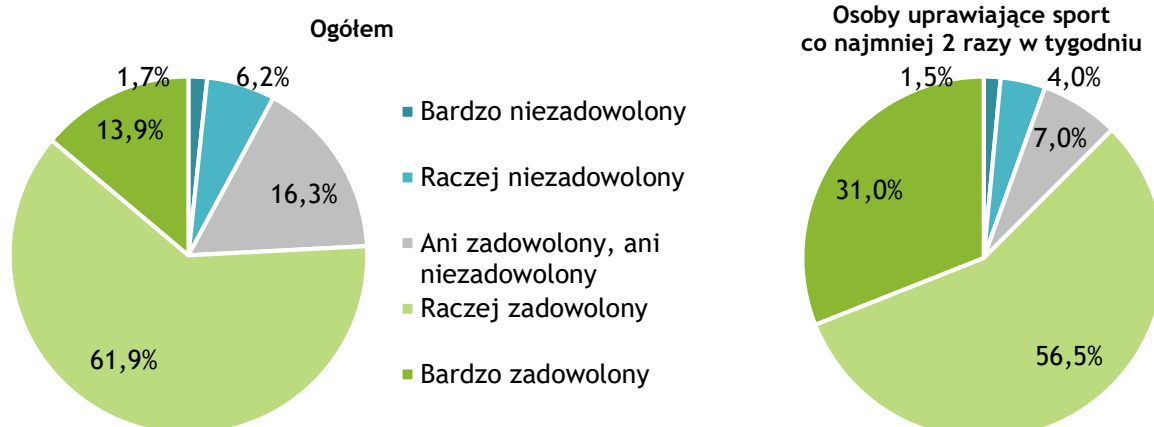 Ogółem
1,7%
6,2%
13,9%
16,3%
61,9%
Bardzo niezadowolony
Raczej niezadowolony
Ani zadowolony, ani
niezadowolony
Raczej zadowolony
Bardzo zadowolony
Osoby uprawiające sport
co najmniej 2 razy w tygodniu
1,5%
4,0%
7,0%
31,0%
56,5%